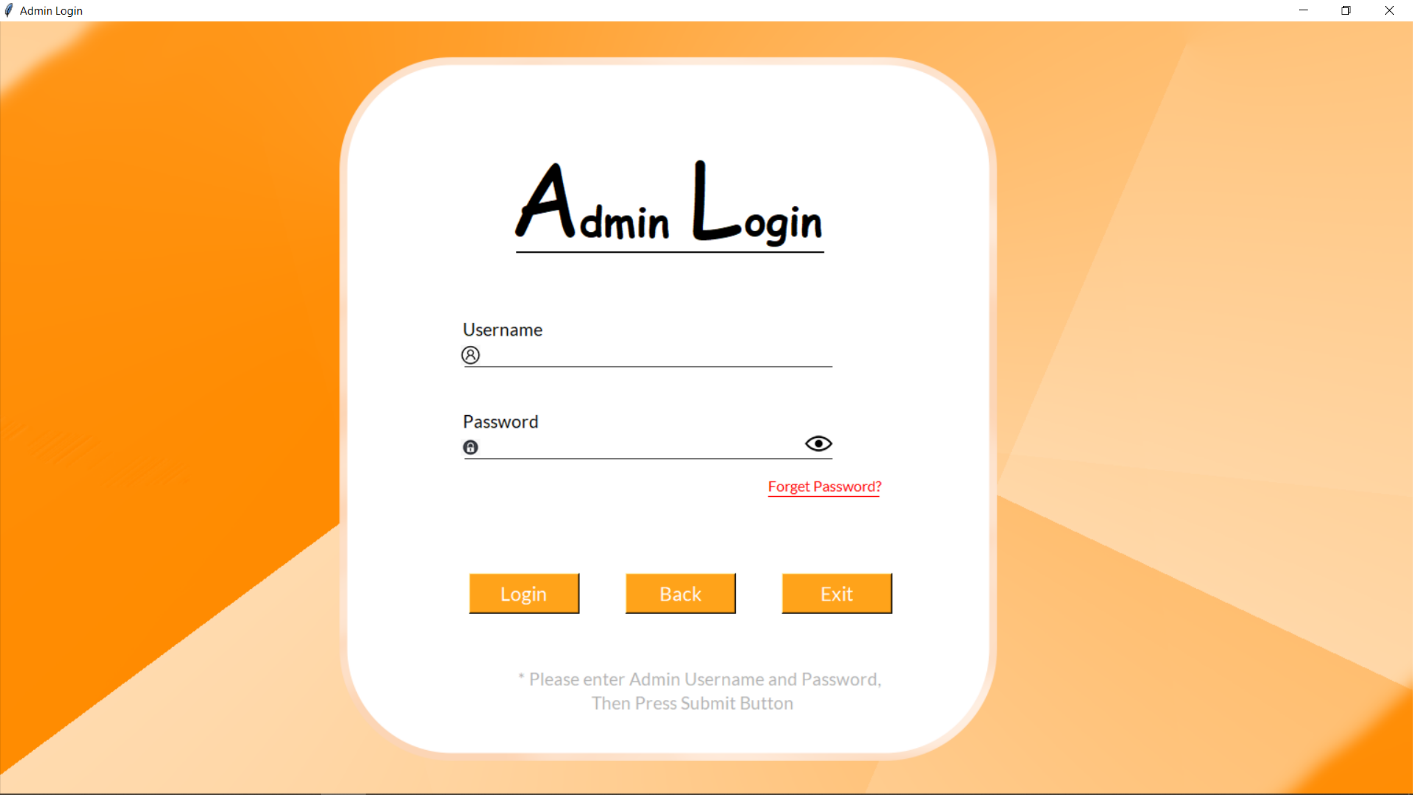 Admin Login
Admin Login
Username
Password
Forget Password?
Login Back Exit
* Please enter Admin Username and Password,
Then Press Submit Button